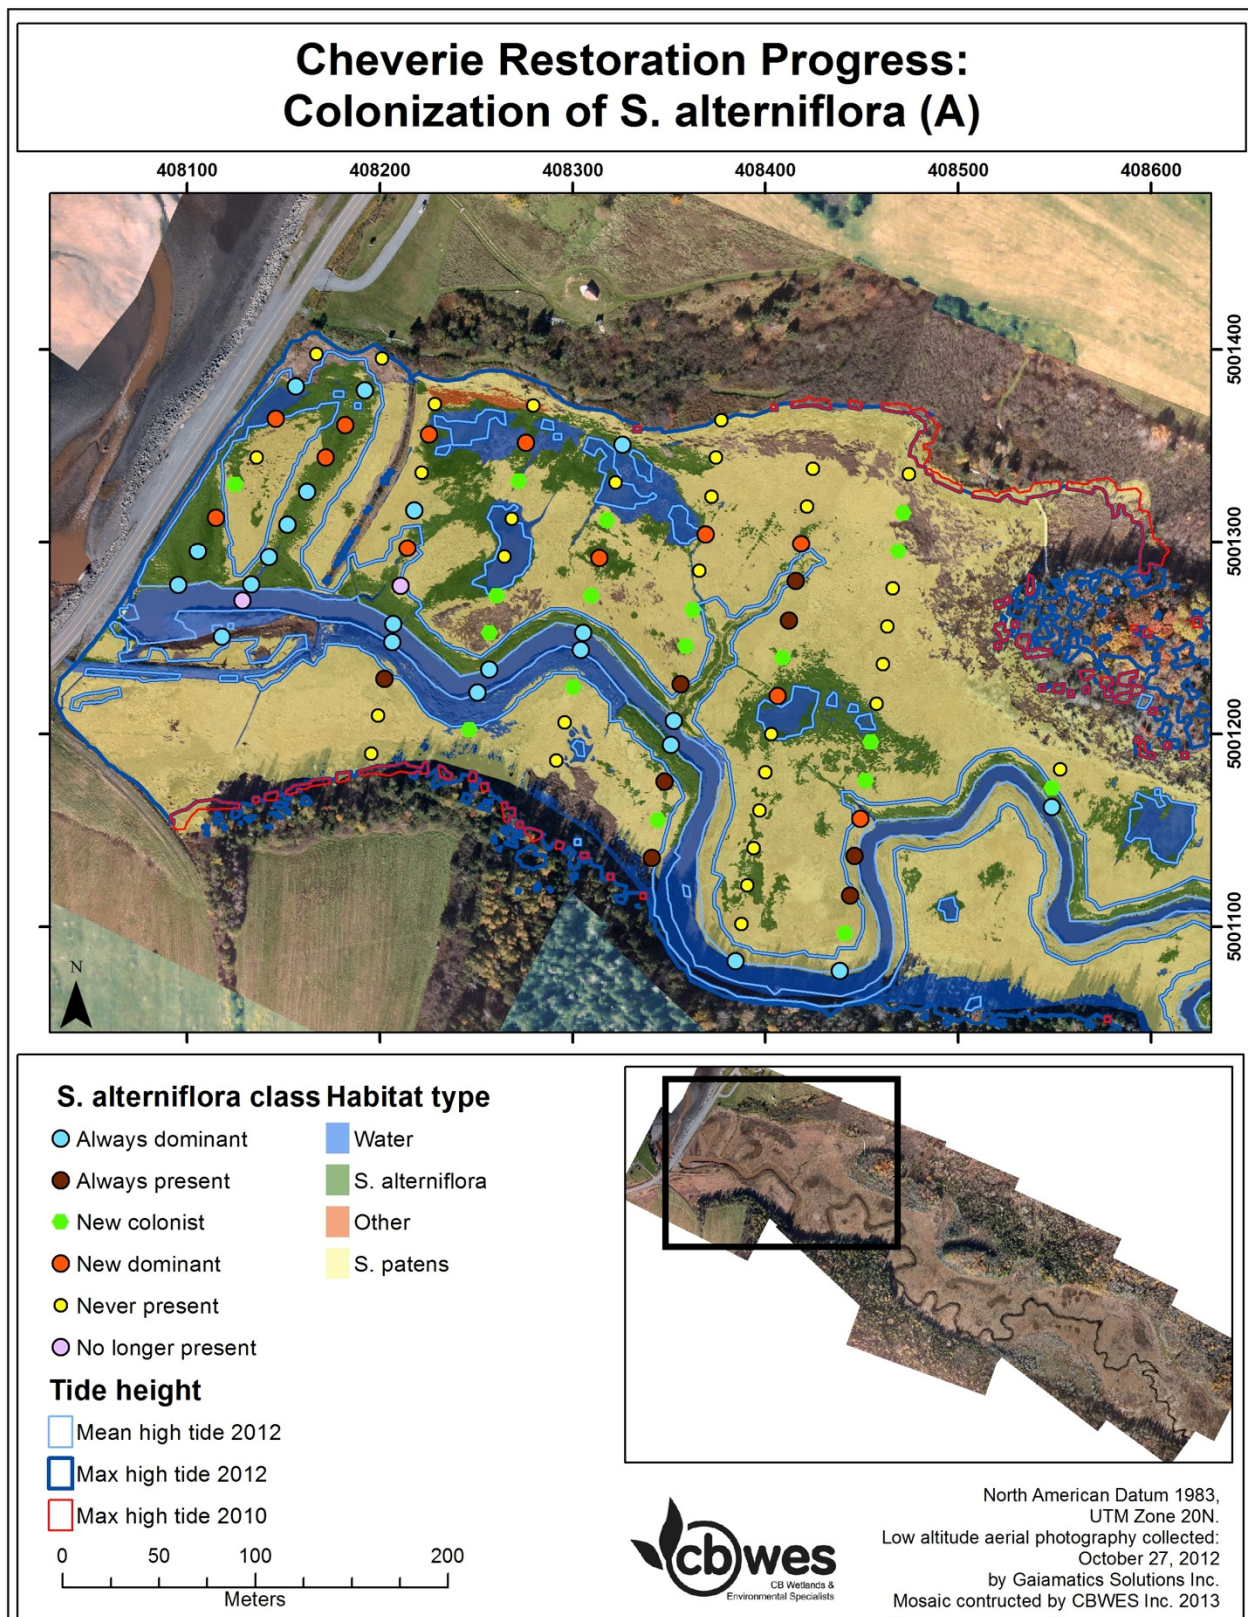 Cheverie Restoration Progress:
Colonization of S. alterniflora (A)
408100 408200 408300 408400 408500 408600
5001400
5001300
5001200
5001100
N
S. alterniflora class
Always dominant
Always present
New colonist
New dominant
Never present
No longer present
Habitat type
Water
S. alterniflora
Other
S. patens
Tide height
Mean high tide 2012
Max high tide 2012
Max high tide 2010
0 50 100 200
Meters
cbwes
CB Wetlands &
Environmental Specialists
North American Datum 1983,
UTM Zone 20N.
Low altitude aerial photography collected:
October 27, 2012
by Gaiamatics Solutions Inc.
Mosaic contructed by CBWES Inc. 2013